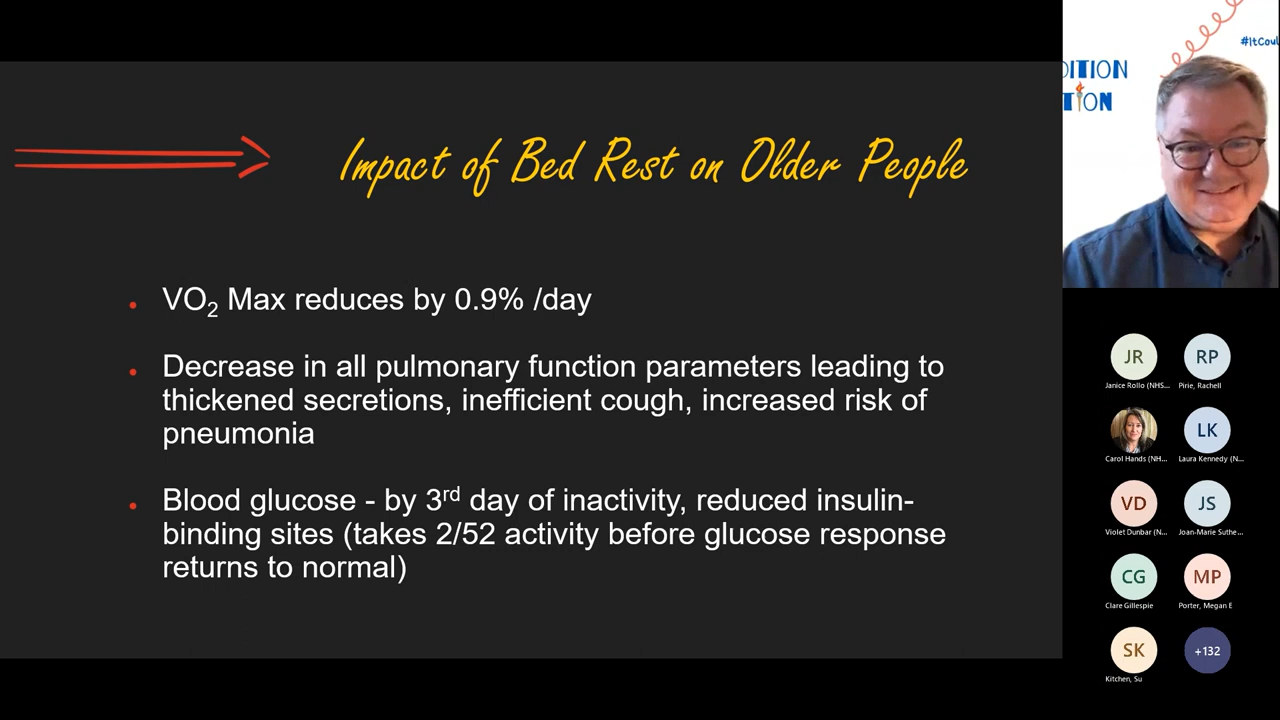 Impact of Bed Rest on Older People
VO2 Max reduces by 0.9% /day
Decrease in all pulmonary function parameters leading to
thickened secretions, inefficient cough, increased risk of
pneumonia
Blood glucose - by 3rd day of inactivity, reduced insulin-
binding sites (takes 2/52 activity before glucose response
returns to normal)
#ItCoul
DITION
TION
JR
RP
Janice Rollo (NHS...
Pirie, Rachell
LK
Carol Hands (NH...
Laura Kennedy (N...
VD
JS
Violet Dunbar (N...
Joan-Marie Suthe...
CG
MP
Clare Gillespie
Porter, Megan E
SK
+132
Kitchen, Su